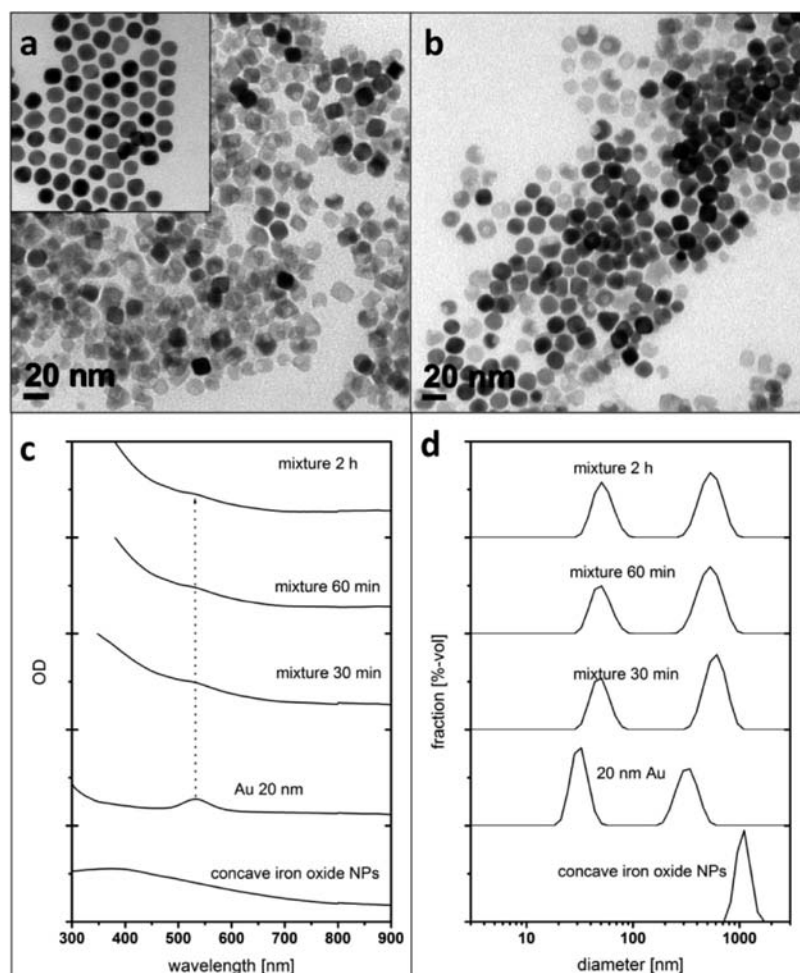 a
20 nm
b
20 nm
c
mixture 2 h
mixture 60 min
mixture 30 min
Au 20 nm
concave iron oxide NPs
OD
300 400 500 600 700 800 900
wavelength [nm]
d
mixture 2 h
mixture 60 min
mixture 30 min
20 nm Au
concave iron oxide NPs
fraction [%-vol]
10 100 1000
diameter [nm]